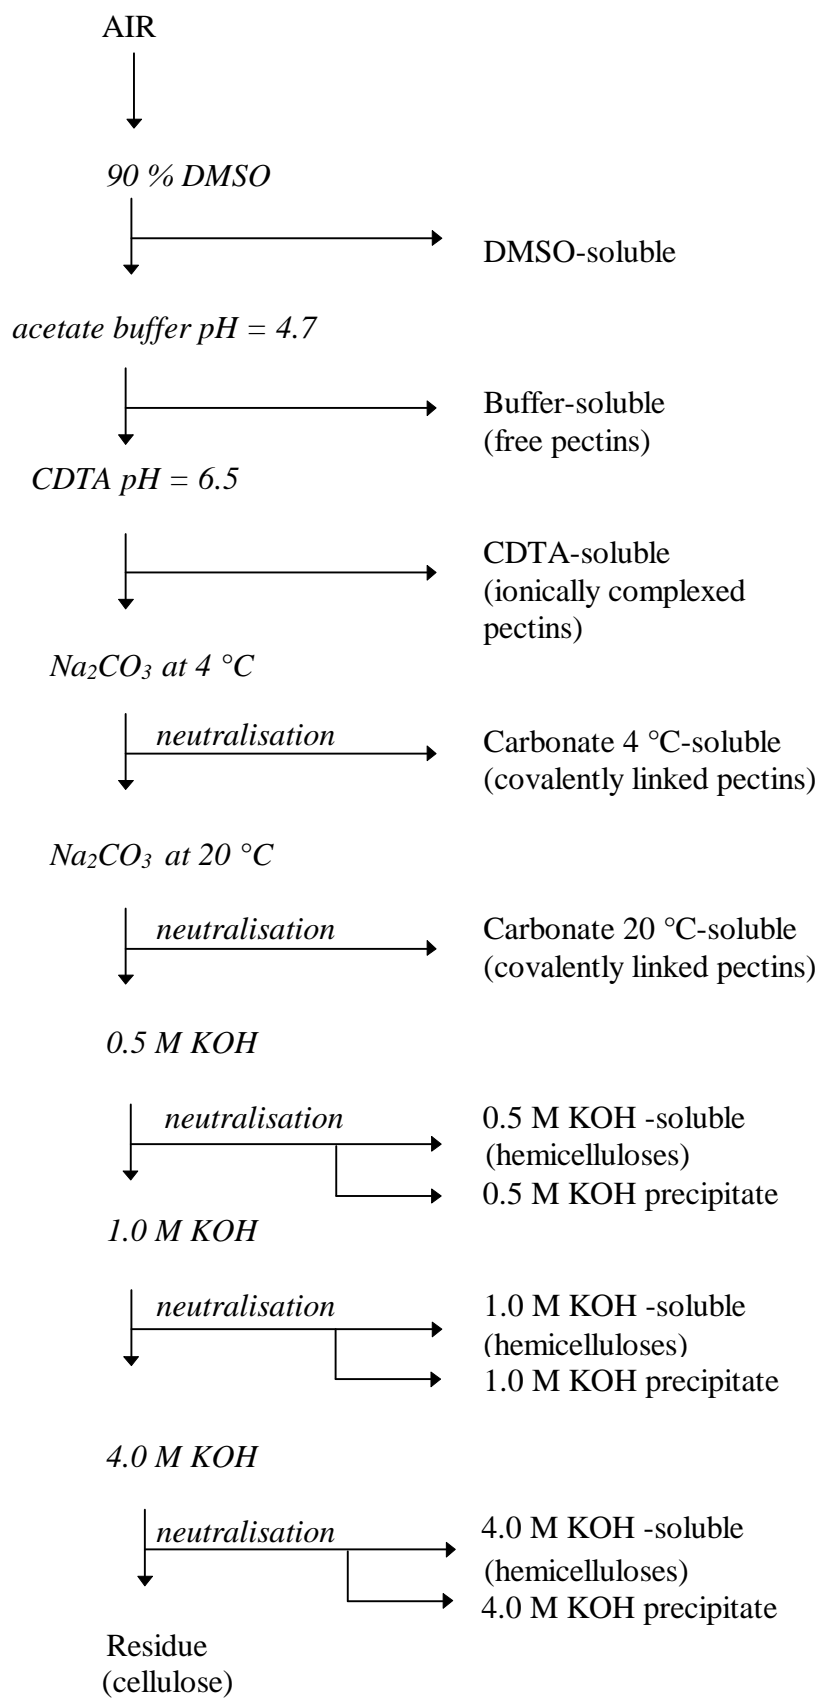 AIR
90 % DMSO
DMSO-soluble
acetate buffer pH = 4.7
Buffer-soluble
(free pectins)
CDTA pH = 6.5
CDTA-soluble
(ionically complexed
pectins)
Na₂CO₃ at 4 °C
neutralisation
Carbonate 4 °C-soluble
(covalently linked pectins)
Na₂CO₃ at 20 °C
neutralisation
Carbonate 20 °C-soluble
(covalently linked pectins)
0.5 M KOH
neutralisation
0.5 M KOH -soluble
(hemicelluloses)
0.5 M KOH precipitate
1.0 M KOH
neutralisation
1.0 M KOH -soluble
(hemicelluloses)
1.0 M KOH precipitate
4.0 M KOH
neutralisation
4.0 M KOH -soluble
(hemicelluloses)
4.0 M KOH precipitate
Residue
(cellulose)